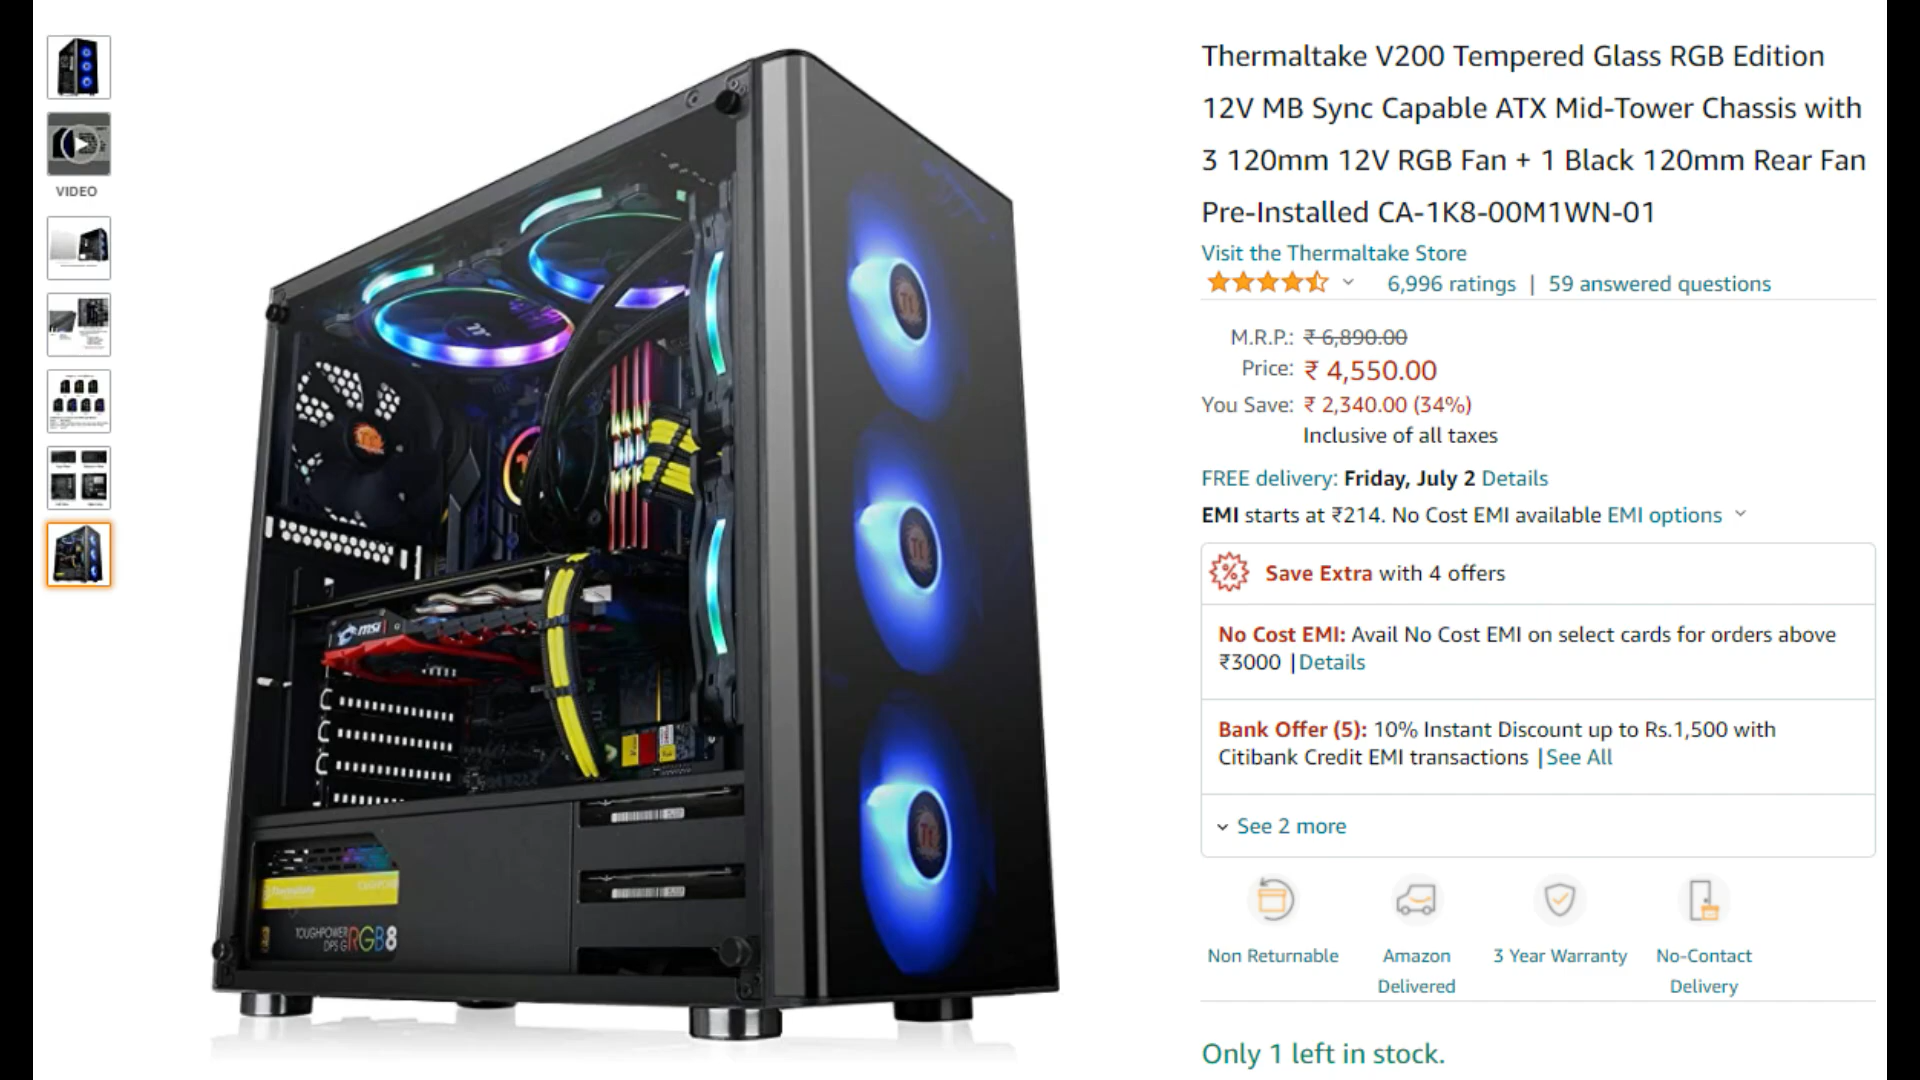 VIDEO
msi
TOUGHPOWER
DPS G RGB 8
Thermaltake V200 Tempered Glass RGB Edition
12V MB Sync Capable ATX Mid-Tower Chassis with
3 120mm 12V RGB Fan + 1 Black 120mm Rear Fan
Pre-Installed CA-1K8-00M1WN-01
Visit the Thermaltake Store
6,996 ratings | 59 answered questions
M.R.P.: ₹ 6,890.00
Price: ₹ 4,550.00
You Save: ₹ 2,340.00 (34%)
Inclusive of all taxes
FREE delivery: Friday, July 2 Details
EMI starts at ₹214. No Cost EMI available EMI options
Save Extra with 4 offers
No Cost EMI: Avail No Cost EMI on select cards for orders above
₹3000 |Details
Bank Offer (5): 10% Instant Discount up to Rs.1,500 with
Citibank Credit EMI transactions |See All
See 2 more
Non Returnable
Amazon
Delivered
3 Year Warranty
No-Contact
Delivery
Only 1 left in stock.